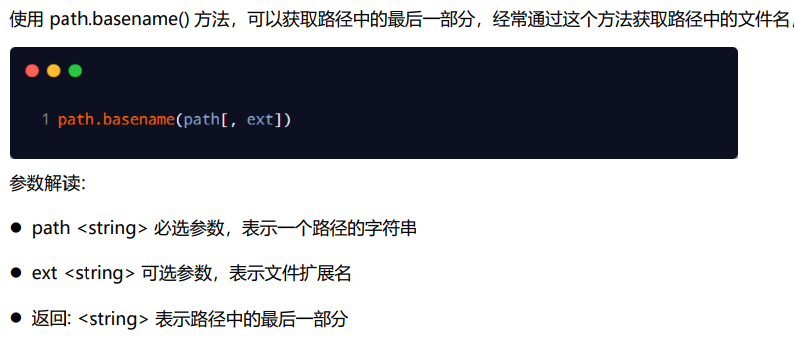 使用 path.basename() 方法，可以获取路径中的最后一部分，经常通过这个方法获取路径中的文件名，
1 path.basename(path[, ext])
参数解读：
● path <string> 必选参数，表示一个路径的字符串
● ext <string> 可选参数，表示文件扩展名
● 返回: <string> 表示路径中的最后一部分